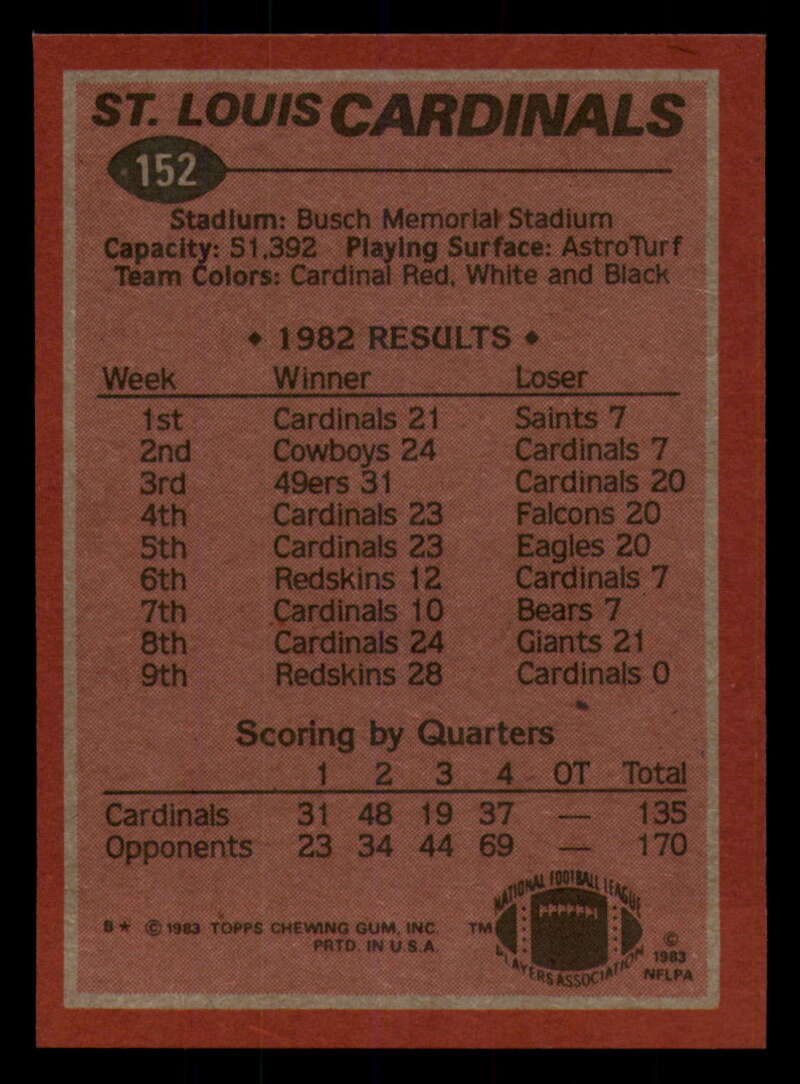 ST. LOUIS CARDINALS
152
Stadium: Busch Memorial Stadium
Capacity: 51,392 Playing Surface: AstroTurf
Team Colors: Cardinal Red, White and Black
◆ 1982 RESULTS ◆
Week Winner Loser
1st Cardinals 21 Saints 7
2nd Cowboys 24 Cardinals 7
3rd 49ers 31 Cardinals 20
4th Cardinals 23 Falcons 20
5th Cardinals 23 Eagles 20
6th Redskins 12 Cardinals 7
7th Cardinals 10 Bears 7
8th Cardinals 24 Giants 21
9th Redskins 28 Cardinals 0
Scoring by Quarters
1 2 3 4 OT Total
Cardinals 31 48 19 37 — 135
Opponents 23 34 44 69 — 170
B★ © 1983 TOPPS CHEWING GUM, INC.
PRTD. IN U.S.A.
TM
NATIONAL FOOTBALL LEAGUE
PLAYERS ASSOCIATION
©
1983
NFLPA